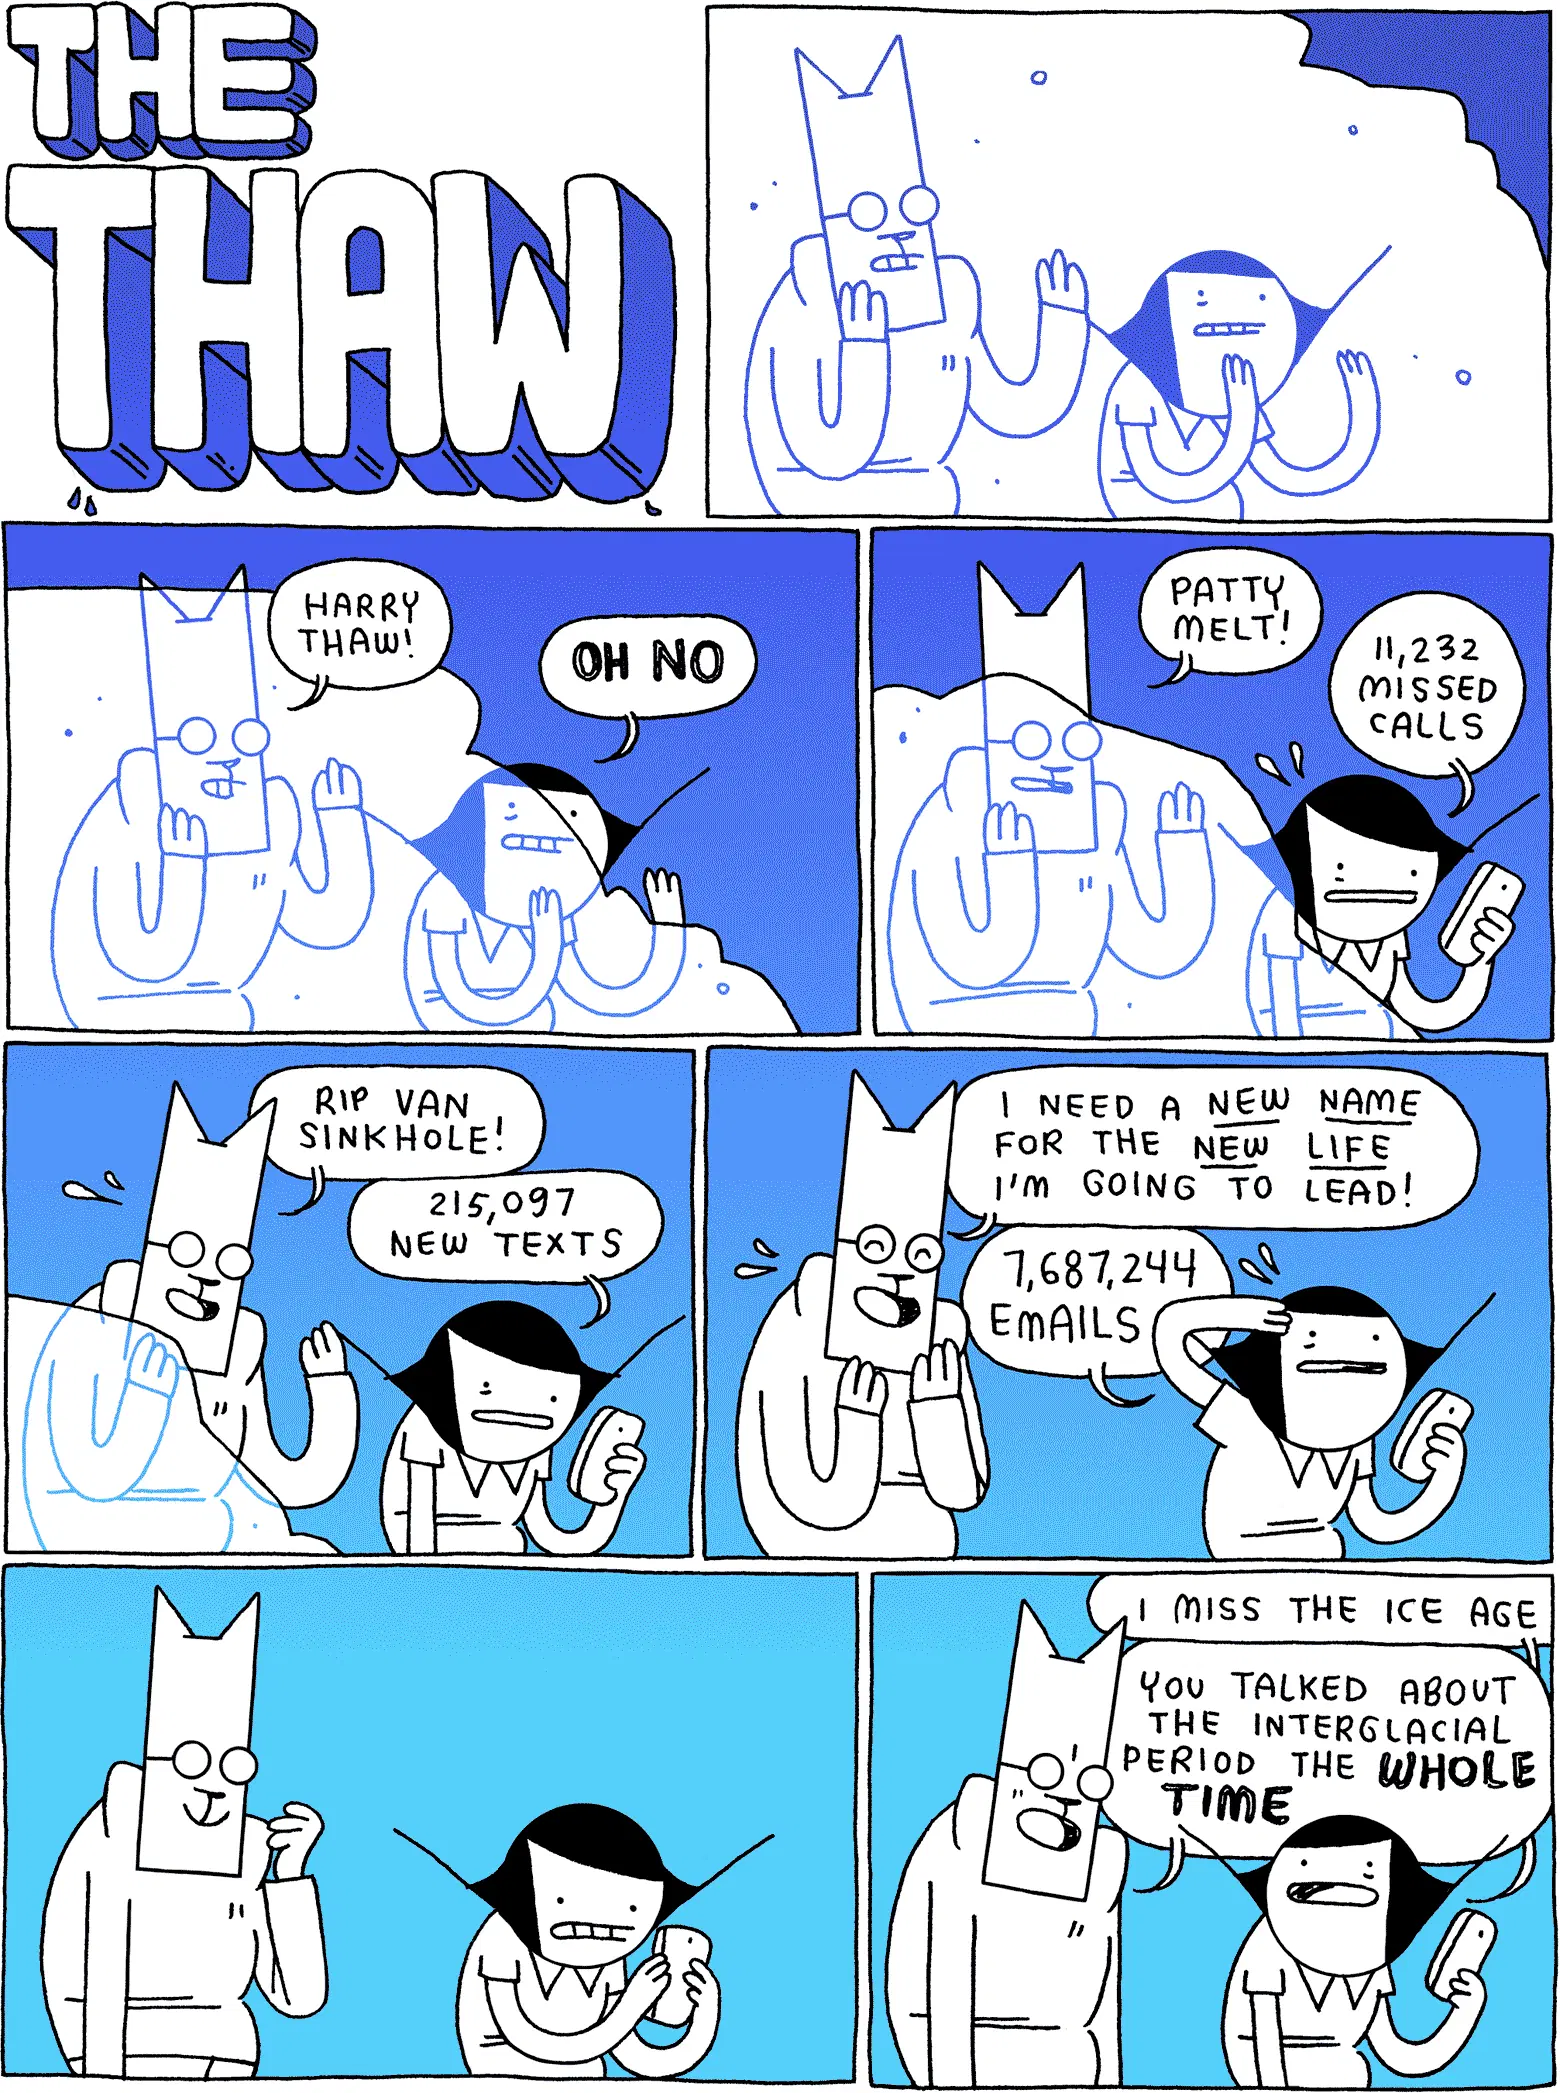 THE
THAW
HARRY
THAW!
OH NO
PATTY
MELT!
11,232
MISSED
CALLS
RIP VAN
SINKHOLE!
215,097
NEW TEXTS
I NEED A NEW NAME
FOR THE NEW LIFE
I'M GOING TO LEAD!
7,687,244
EMAILS
I MISS THE ICE AGE
YOU TALKED ABOUT
THE INTERGLACIAL
PERIOD THE WHOLE
TIME